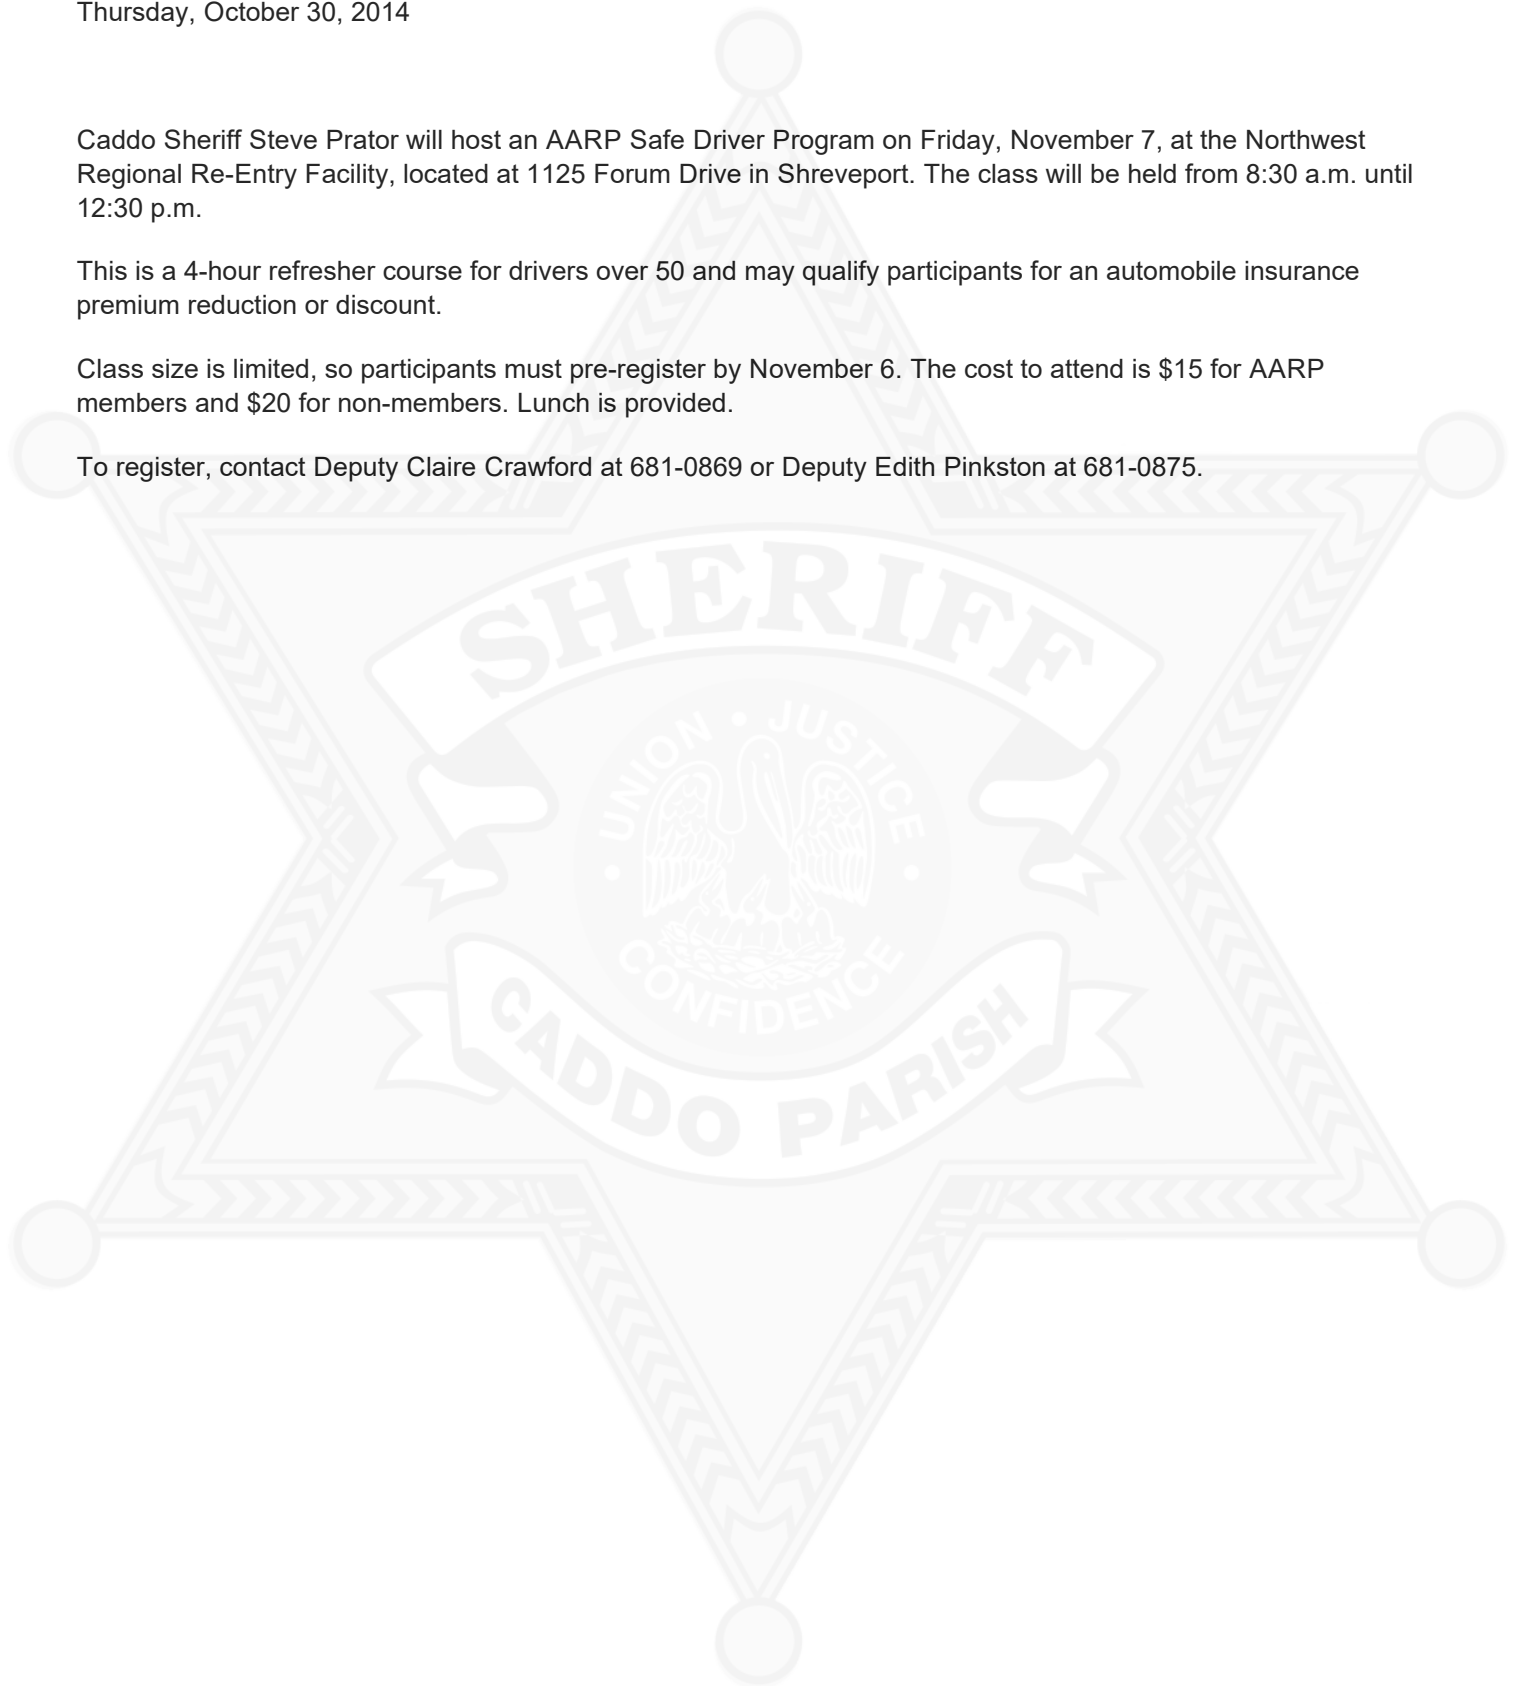 Thursday, October 30, 2014
Caddo Sheriff Steve Prator will host an AARP Safe Driver Program on Friday, November 7, at the Northwest
Regional Re-Entry Facility, located at 1125 Forum Drive in Shreveport. The class will be held from 8:30 a.m. until
12:30 p.m.
This is a 4-hour refresher course for drivers over 50 and may qualify participants for an automobile insurance
premium reduction or discount.
Class size is limited, so participants must pre-register by November 6. The cost to attend is $15 for AARP
members and $20 for non-members. Lunch is provided.
To register, contact Deputy Claire Crawford at 681-0869 or Deputy Edith Pinkston at 681-0875.
SHERIFF
UNION • JUSTICE
• CONFIDENCE •
CADDO PARISH